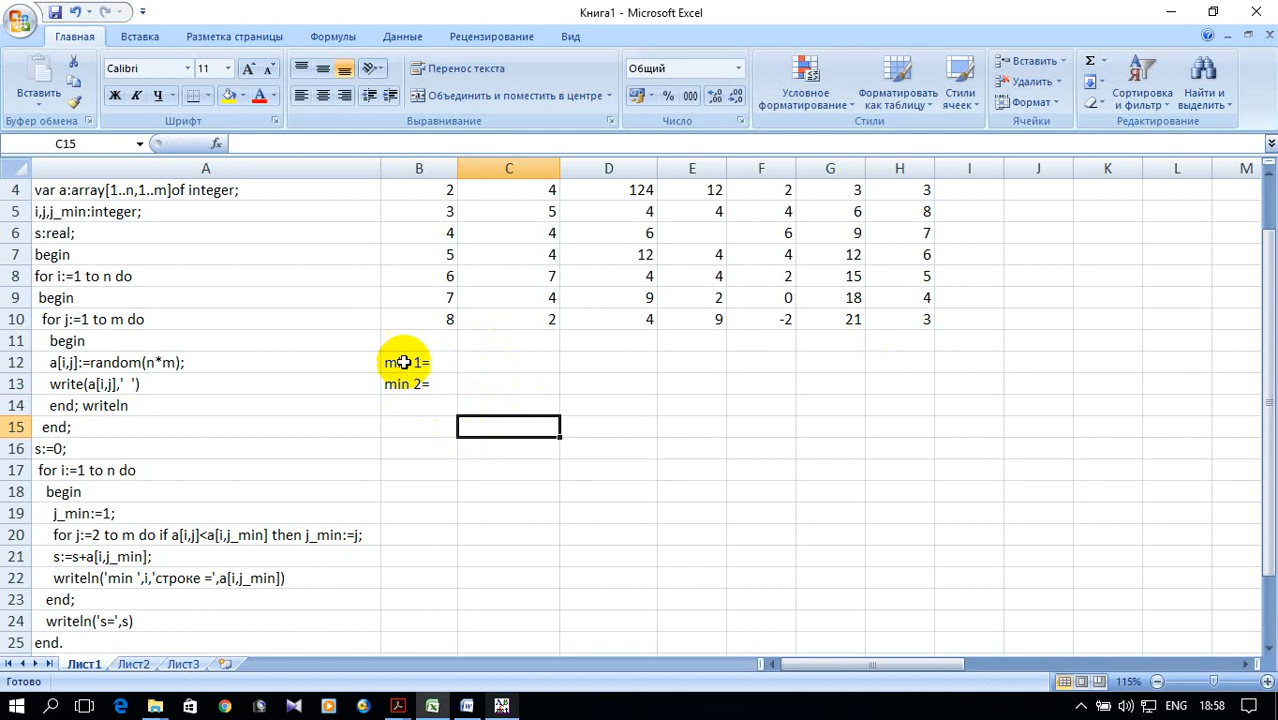 Книга1 - Microsoft Excel
Главная Вставка Разметка страницы Формулы Данные Рецензирование Вид
Вставить
Calibri 11
Ж К Ч
Перенос текста
Объединить и поместить в центре
Общий
% 000
Условное форматирование
Форматировать как таблицу
Стили ячеек
Вставить
Удалить
Формат
Σ
Сортировка и фильтр
Найти и выделить
Буфер обмена Шрифт Выравнивание Число Стили Ячейки Редактирование
C15 fx
A B C D E F G H I J K L M
4 var a:array[1..n,1..m]of integer; 2 4 124 12 2 3 3
5 i,j,j_min:integer; 3 5 4 4 4 6 8
6 s:real; 4 4 6 6 9 7
7 begin 5 4 12 4 4 12 6
8 for i:=1 to n do 6 7 4 4 2 15 5
9 begin 7 4 9 2 0 18 4
10 for j:=1 to m do 8 2 4 9 -2 21 3
11 begin
12 a[i,j]:=random(n*m); min 1=
13 write(a[i,j],' ') min 2=
14 end; writeln
15 end;
16 s:=0;
17 for i:=1 to n do
18 begin
19 j_min:=1;
20 for j:=2 to m do if a[i,j]<a[i,j_min] then j_min:=j;
21 s:=s+a[i,j_min];
22 writeln('min ',i,'строке =',a[i,j_min])
23 end;
24 writeln('s=',s)
25 end.
Лист1 Лист2 Лист3
Готово 115%
ENG 18:58